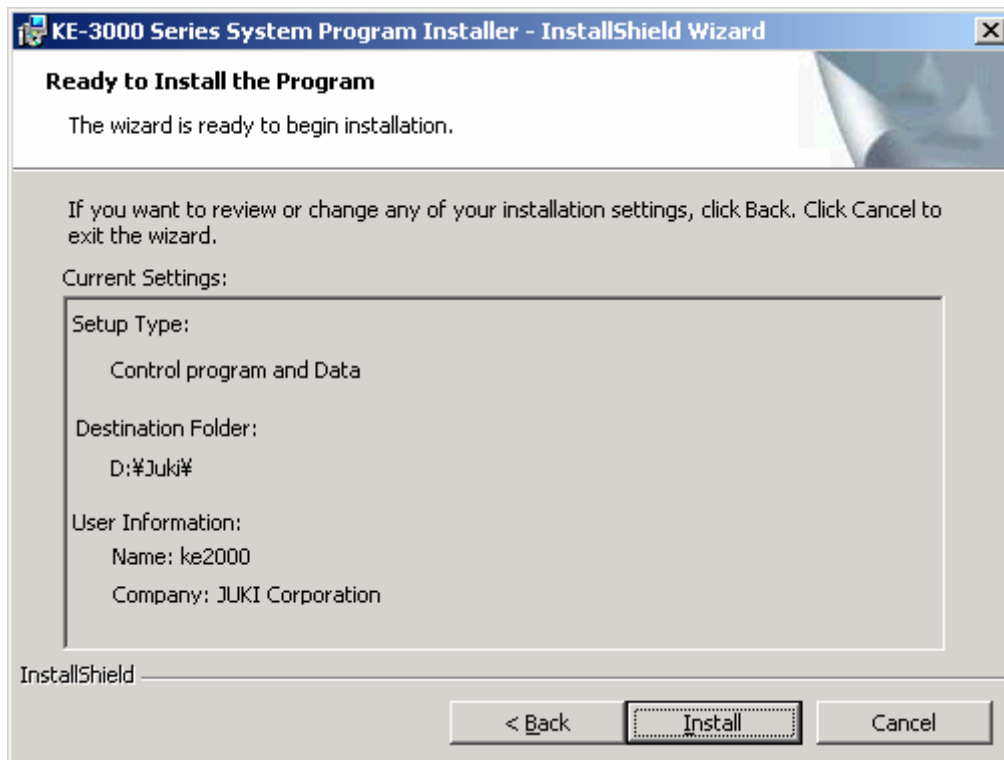 KE-3000 Series System Program Installer - InstallShield Wizard
Ready to Install the Program
The wizard is ready to begin installation.
If you want to review or change any of your installation settings, click Back. Click Cancel to
exit the wizard.
Current Settings:
Setup Type:
Control program and Data
Destination Folder:
D:¥Juki¥
User Information:
Name: ke2000
Company: JUKI Corporation
InstallShield
< Back
Install
Cancel